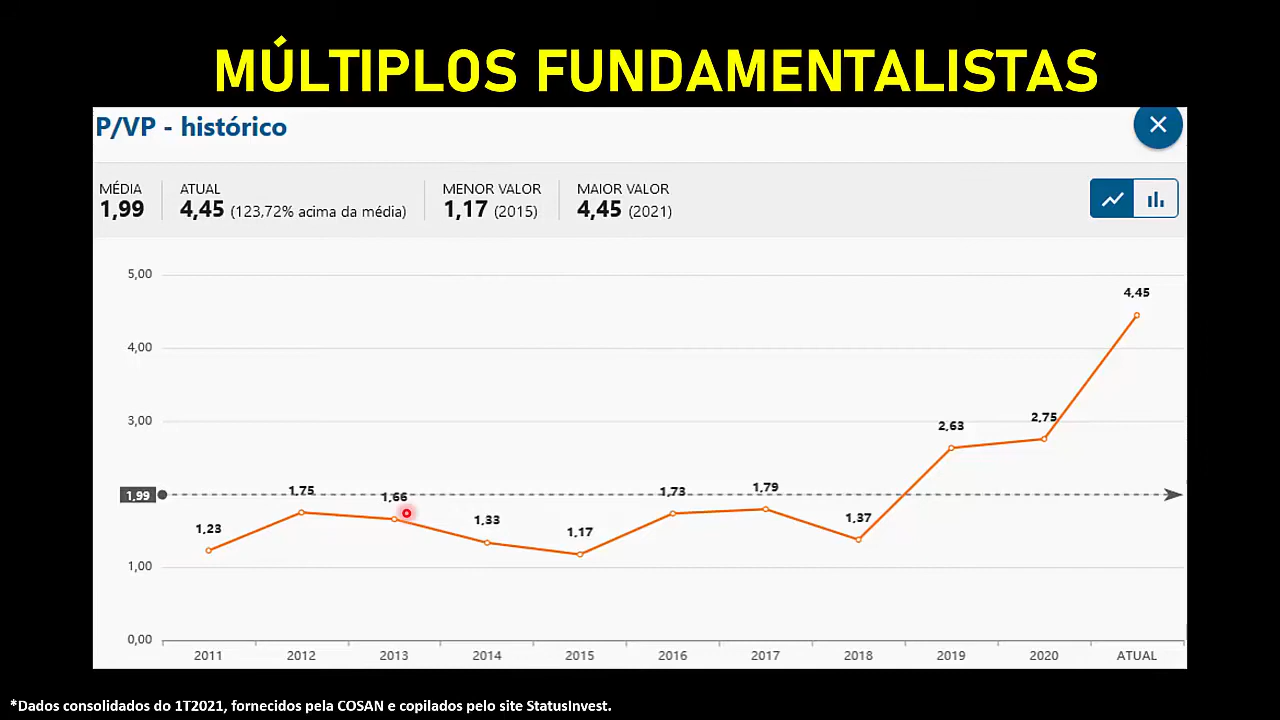 MÚLTIPLOS FUNDAMENTALISTAS
P/VP - histórico
MÉDIA
1,99
ATUAL
4,45 (123,72% acima da média)
MENOR VALOR
1,17 (2015)
MAIOR VALOR
4,45 (2021)
5,00
4,00
3,00
1,99
1,00
0,00
1,23
1,75
1,66
1,33
1,17
1,73
1,79
1,37
2,63
2,75
4,45
2011 2012 2013 2014 2015 2016 2017 2018 2019 2020 ATUAL
*Dados consolidados do 1T2021, fornecidos pela COSAN e copilados pelo site StatusInvest.